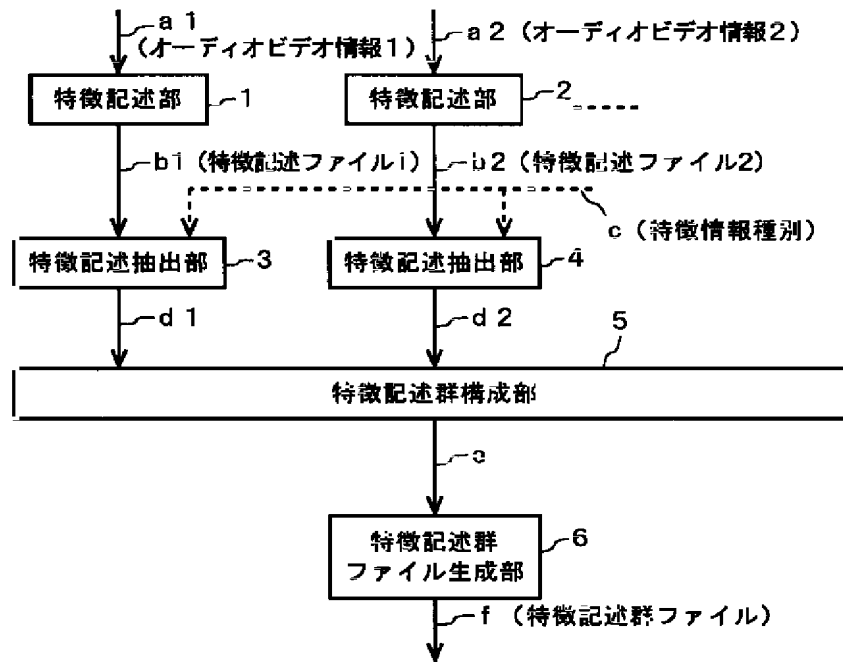 a1
(オーディオビデオ情報1)
a2 (オーディオビデオ情報2)
特徴記述部
1
特徴記述部
2
b1 (特徴記述ファイル1)
b2 (特徴記述ファイル2)
c (特徴情報種別)
特徴記述抽出部
3
特徴記述抽出部
4
d1
d2
5
特徴記述群構成部
e
特徴記述群
ファイル生成部
6
f (特徴記述群ファイル)